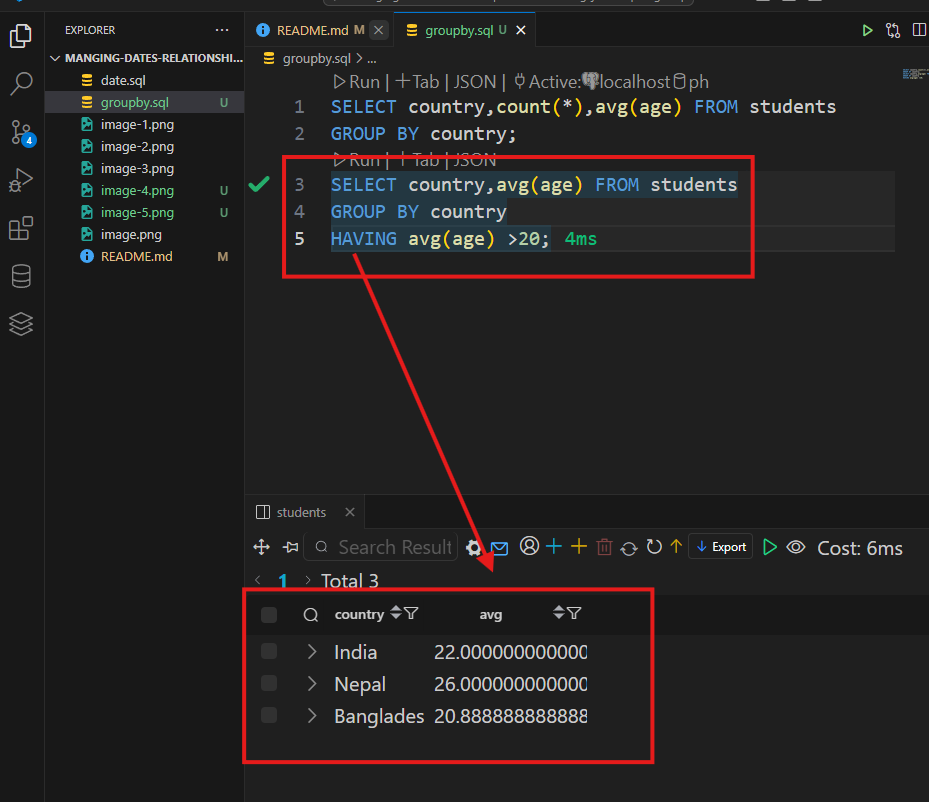 EXPLORER
...
MANGING-DATES-RELATIONSHI...
date.sql
groupby.sql U
image-1.png
image-2.png
image-3.png
image-4.png U
image-5.png U
image.png
README.md M
4
README.md M
groupby.sql U
groupby.sql > ...
Run | Tab | JSON | Active: localhost ph
1 SELECT country,count(*),avg(age) FROM students
2 GROUP BY country;
Run | Tab | JSON
3 SELECT country,avg(age) FROM students
4 GROUP BY country
5 HAVING avg(age) >20; 4ms
students
Search Result
Export
Cost: 6ms
< 1 > Total 3
country avg
India 22.000000000000
Nepal 26.000000000000
Banglades 20.888888888888